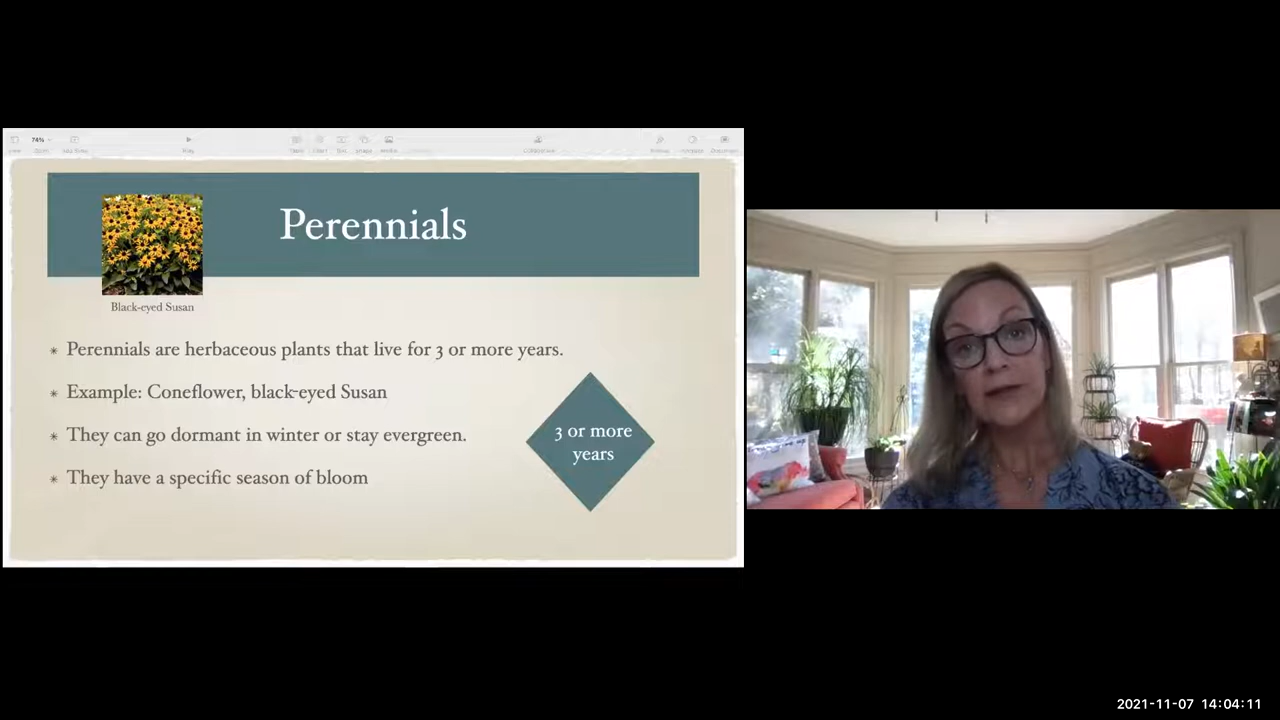 74%
Perennials
Black-eyed Susan
* Perennials are herbaceous plants that live for 3 or more years.
* Example: Coneflower, black-eyed Susan
* They can go dormant in winter or stay evergreen.
* They have a specific season of bloom
3 or more
years
2021-11-07 14:04:11